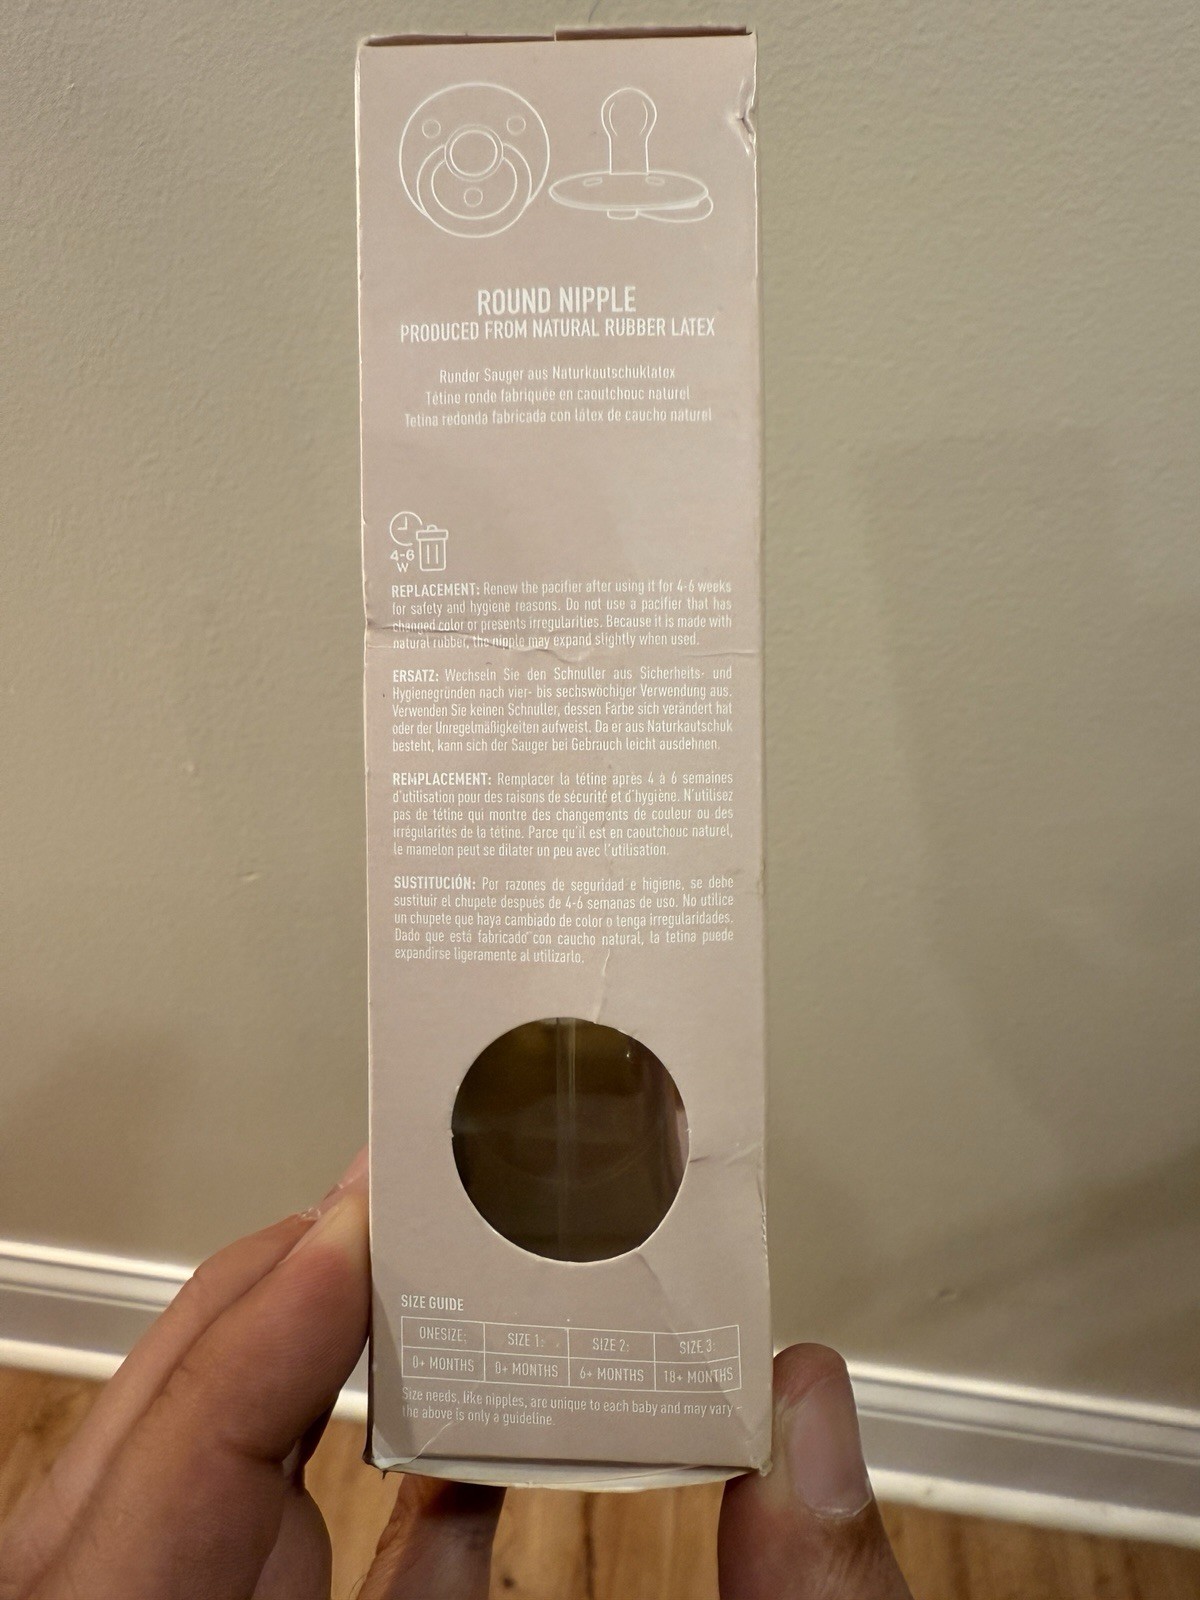 ROUND NIPPLE
PRODUCED FROM NATURAL RUBBER LATEX
Runder Sauger aus Naturkautschuklatex
Tétine ronde fabriquée en caoutchouc naturel
Tetina redonda fabricada con látex de caucho naturel
4-6
W
REPLACEMENT: Renew the pacifier after using it for 4-6 weeks
for safety and hygiene reasons. Do not use a pacifier that has
changed color or presents irregularities. Because it is made with
natural rubber, the nipple may expand slightly when used.
ERSATZ: Wechseln Sie den Schnuller aus Sicherheits- und
Hygienegründen nach vier- bis sechswöchiger Verwendung aus.
Verwenden Sie keinen Schnuller, dessen Farbe sich verändert hat
oder der Unregelmäßigkeiten aufweist. Da er aus Naturkautschuk
besteht, kann sich der Sauger bei Gebrauch leicht ausdehnen.
REMPLACEMENT: Remplacer la tétine après 4 à 6 semaines
d'utilisation pour des raisons de sécurité et d'hygiène. N'utilisez
pas de tétine qui montre des changements de couleur ou des
irrégularités de la tétine. Parce qu'il est en caoutchouc naturel,
le mamelon peut se dilater un peu avec l'utilisation.
SUSTITUCIÓN: Por razones de seguridad e higiene, se debe
sustituir el chupete después de 4-6 semanas de uso. No utilice
un chupete que haya cambiado de color o tenga irregularidades.
Dado que está fabricado con caucho natural, la tetina puede
expandirse ligeramente al utilizarlo.
SIZE GUIDE
ONESIZE: SIZE 1: SIZE 2: SIZE 3:
0+ MONTHS 0+ MONTHS 6+ MONTHS 18+ MONTHS
Size needs, like nipples, are unique to each baby and may vary –
the above is only a guideline.